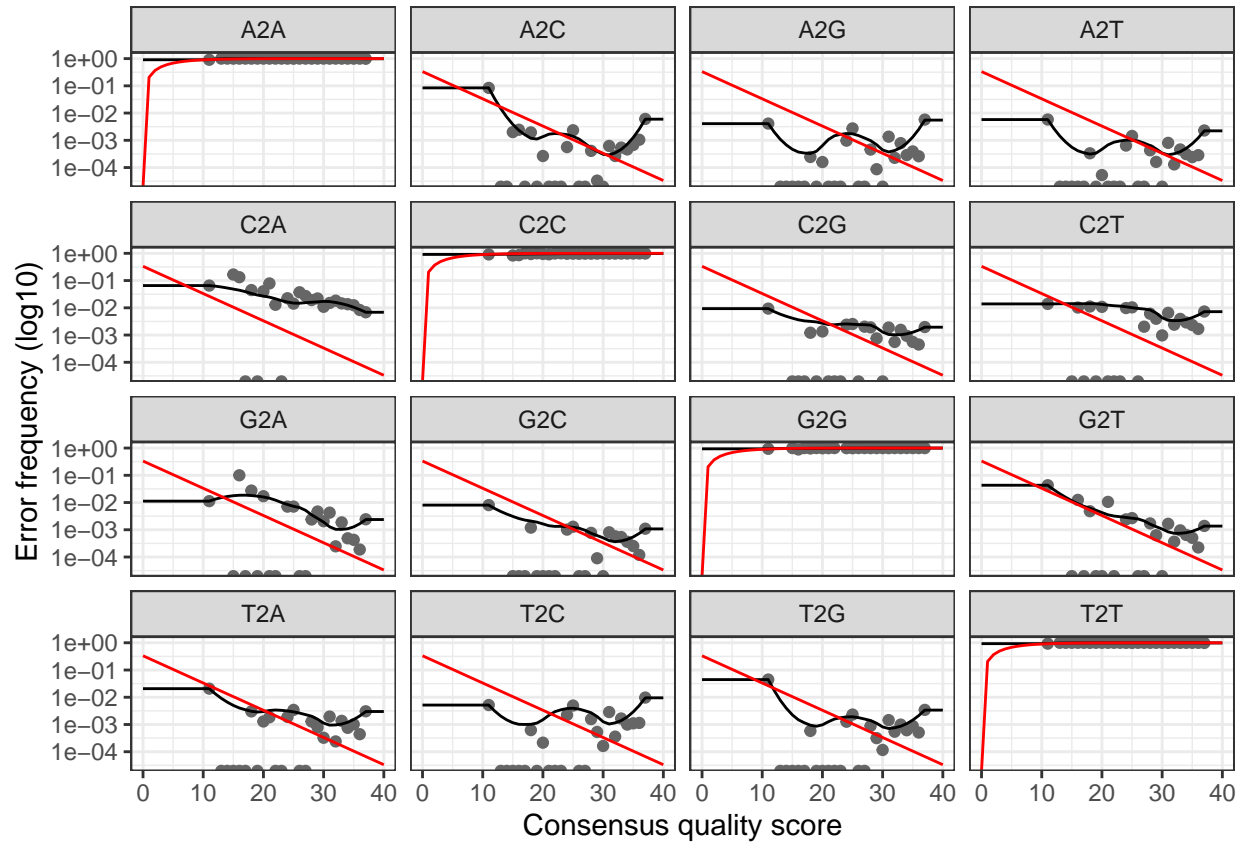 A2A A2C A2G A2T
1e+00
1e−01
1e−02
1e−03
1e−04
C2A C2C C2G C2T
1e+00
1e−01
1e−02
1e−03
1e−04
G2A G2C G2G G2T
1e+00
1e−01
1e−02
1e−03
1e−04
T2A T2C T2G T2T
1e+00
1e−01
1e−02
1e−03
1e−04
0 10 20 30 40 0 10 20 30 40 0 10 20 30 40 0 10 20 30 40
Consensus quality score
Error frequency (log10)